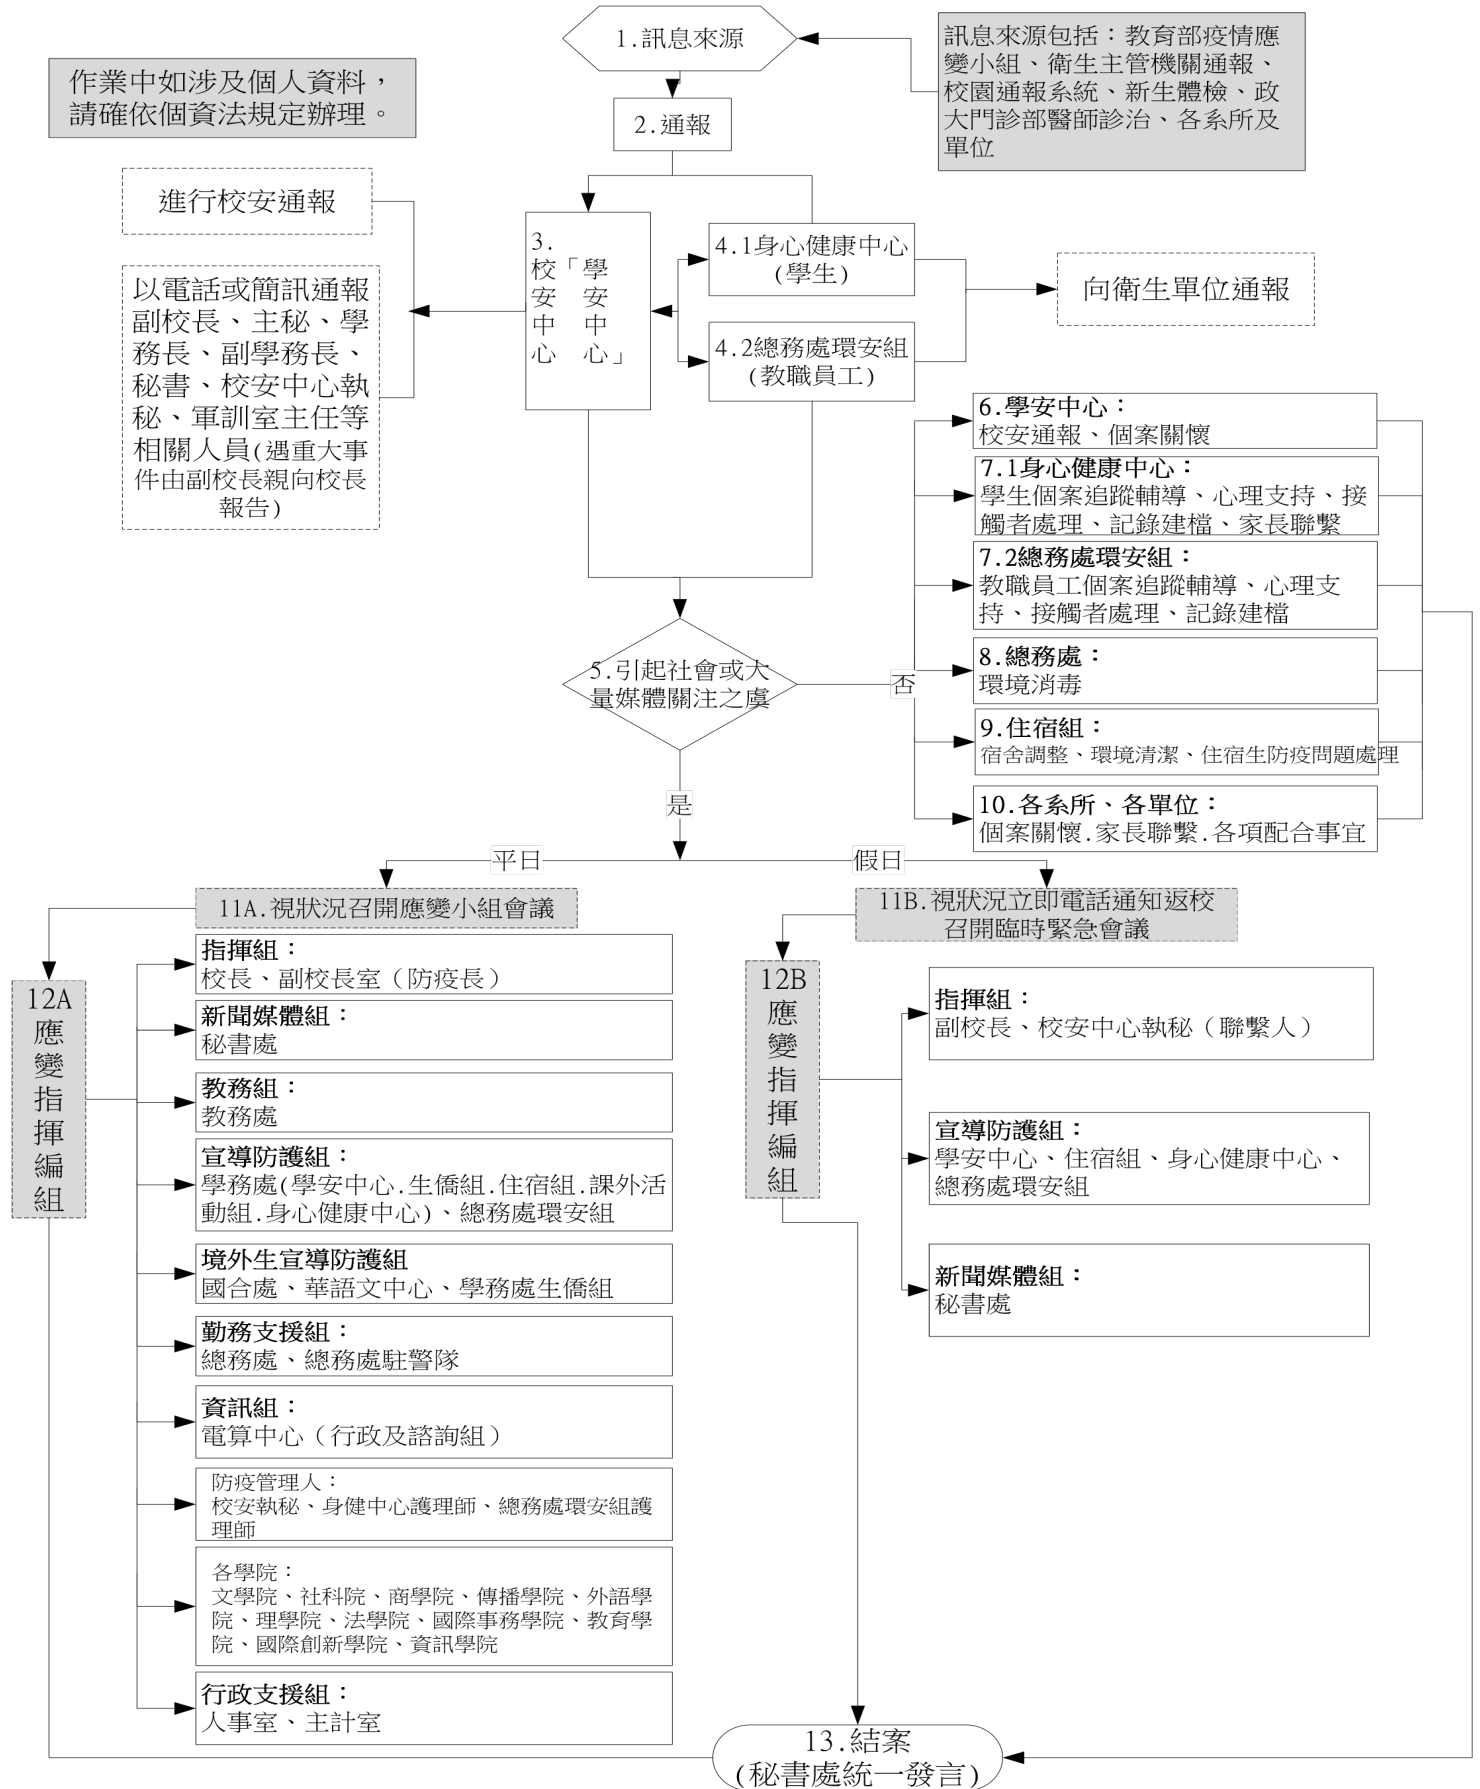 1.訊息來源
訊息來源包括：教育部疫情應
變小組、衛生主管機關通報、
校園通報系統、新生體檢、政
大門診部醫師診治、各系所及
單位
作業中如涉及個人資料，
請確依個資法規定辦理。
2.通報
進行校安通報
3.
校安中心
「學安中心」
4.1身心健康中心
(學生)
向衛生單位通報
以電話或簡訊通報
副校長、主秘、學
務長、副學務長、
秘書、校安中心執
秘、軍訓室主任等
相關人員(遇重大事
件由副校長親向校長
報告)
4.2總務處環安組
(教職員工)
6.學安中心：
校安通報、個案關懷
7.1身心健康中心：
學生個案追蹤輔導、心理支持、接
觸者處理、記錄建檔、家長聯繫
7.2總務處環安組：
教職員工個案追蹤輔導、心理支
持、接觸者處理、記錄建檔
5.引起社會或大
量媒體關注之虞
否
8.總務處：
環境消毒
9.住宿組：
宿舍調整、環境清潔、住宿生防疫問題處理
10.各系所、各單位：
個案關懷.家長聯繫.各項配合事宜
是
平日
假日
11A.視狀況召開應變小組會議
11B.視狀況立即電話通知返校
召開臨時緊急會議
12A
應變指揮編組
指揮組：
校長、副校長室（防疫長）
新聞媒體組：
秘書處
教務組：
教務處
宣導防護組：
學務處(學安中心.生僑組.住宿組.課外活
動組.身心健康中心)、總務處環安組
境外生宣導防護組
國合處、華語文中心、學務處生僑組
勤務支援組：
總務處、總務處駐警隊
資訊組：
電算中心（行政及諮詢組）
防疫管理人：
校安執秘、身健中心護理師、總務處環安組護
理師
各學院：
文學院、社科院、商學院、傳播學院、外語學
院、理學院、法學院、國際事務學院、教育學
院、國際創新學院、資訊學院
行政支援組：
人事室、主計室
12B
應變指揮編組
指揮組：
副校長、校安中心執秘（聯繫人）
宣導防護組：
學安中心、住宿組、身心健康中心、
總務處環安組
新聞媒體組：
秘書處
13.結案
(秘書處統一發言)